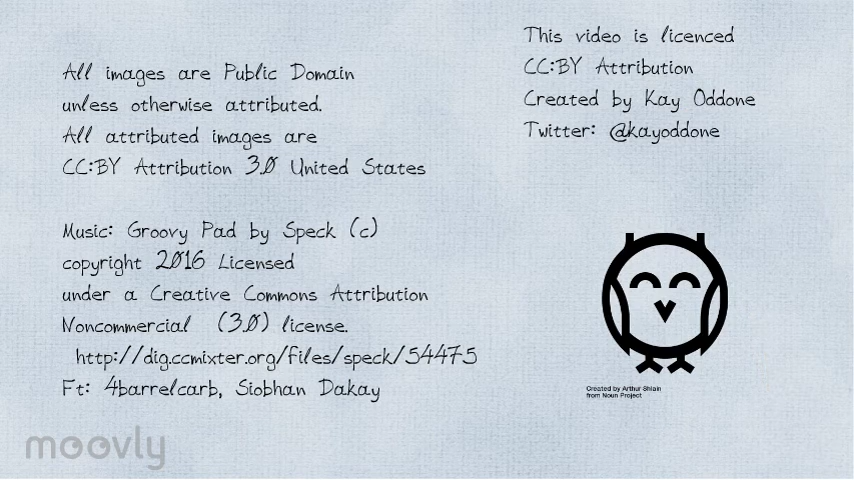 All images are Public Domain
unless otherwise attributed.
All attributed images are
CC:BY Attribution 3.0 United States
Music: Groovy Pad by Speck (c)
copyright 2016 Licensed
under a Creative Commons Attribution
Noncommercial (3.0) license.
http://dig.ccmixter.org/files/speck/54475
Ft: 4barrelcarb, Siobhan Dakay
This video is licenced
CC:BY Attribution
Created by Kay Oddone
Twitter: @kayoddone
Created by Arthur Shlain
from Noun Project
moovly